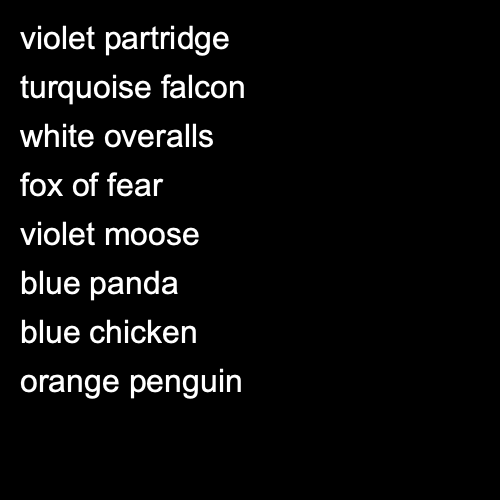 violet partridge
turquoise falcon
white overalls
fox of fear
violet moose
blue panda
blue chicken
orange penguin